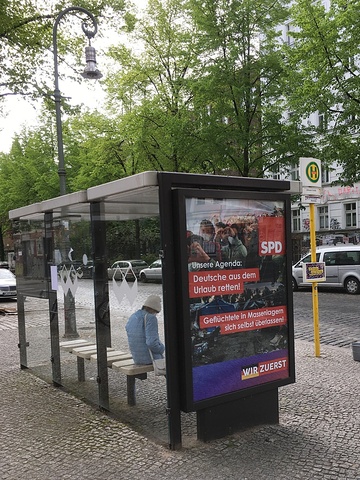 H
SPD
Unsere Agenda:
Deutsche aus dem
Urlaub retten!
Geflüchtete in Massenlagern
sich selbst überlassen!
WIR ZUERST